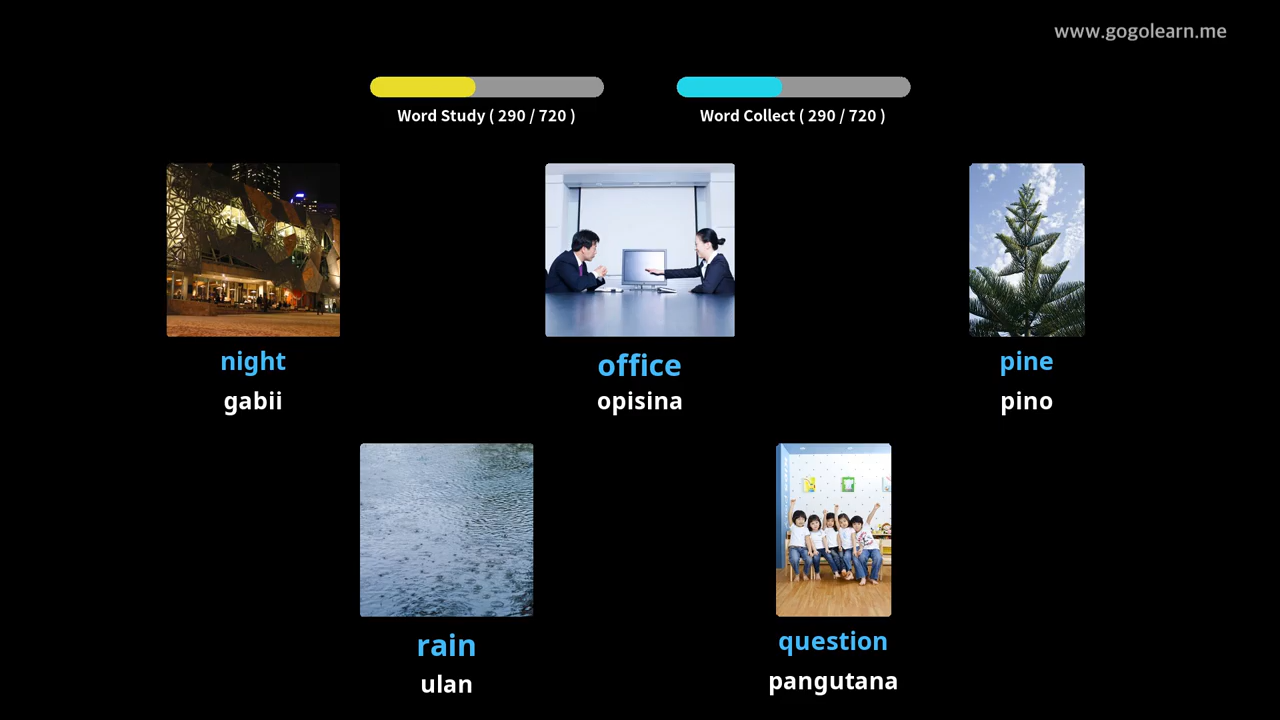 www.gogolearn.me
Word Study ( 290 / 720 )
Word Collect ( 290 / 720 )
night
gabii
office
opisina
pine
pino
rain
ulan
question
pangutana